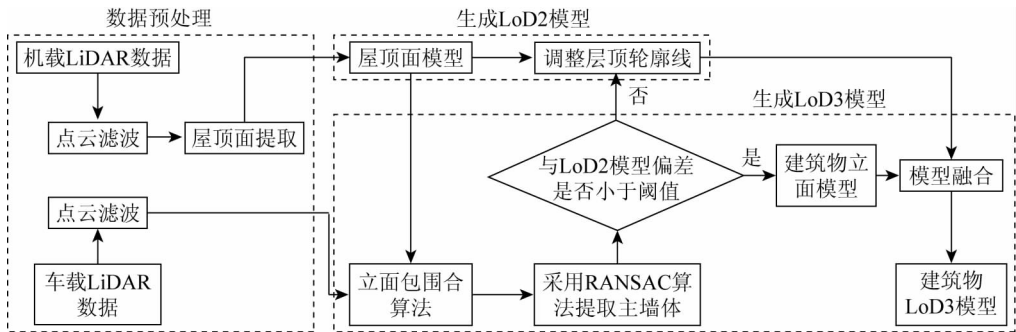 数据预处理
机载LiDAR数据
点云滤波
屋顶面提取
点云滤波
车载LiDAR
数据
生成LoD2模型
屋顶面模型
调整层顶轮廓线
否
生成LoD3模型
与LoD2模型偏差
是否小于阈值
是
建筑物立
面模型
模型融合
立面包围合
算法
采用RANSAC算
法提取主墙体
建筑物
LoD3模型